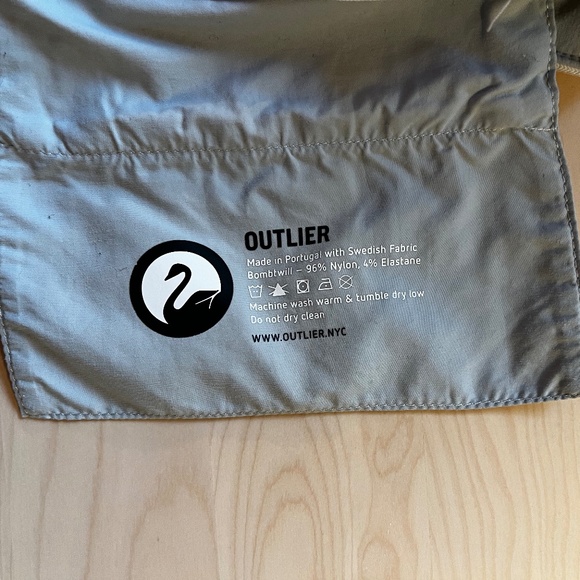 OUTLIER
Made in Portugal with Swedish Fabric
Bombtwill – 96% Nylon, 4% Elastane
Machine wash warm & tumble dry low
Do not dry clean
WWW.OUTLIER.NYC